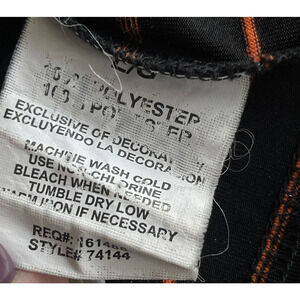 POLYESTER
EXCLUSIVE OF DECORATION
EXCLUYENDO LA DECORACION
MACHINE WASH COLD
USE NON-CHLORINE
BLEACH WHEN NEEDED
TUMBLE DRY LOW
WARM IRON IF NECESSARY
REQ#:
STYLE# 74144